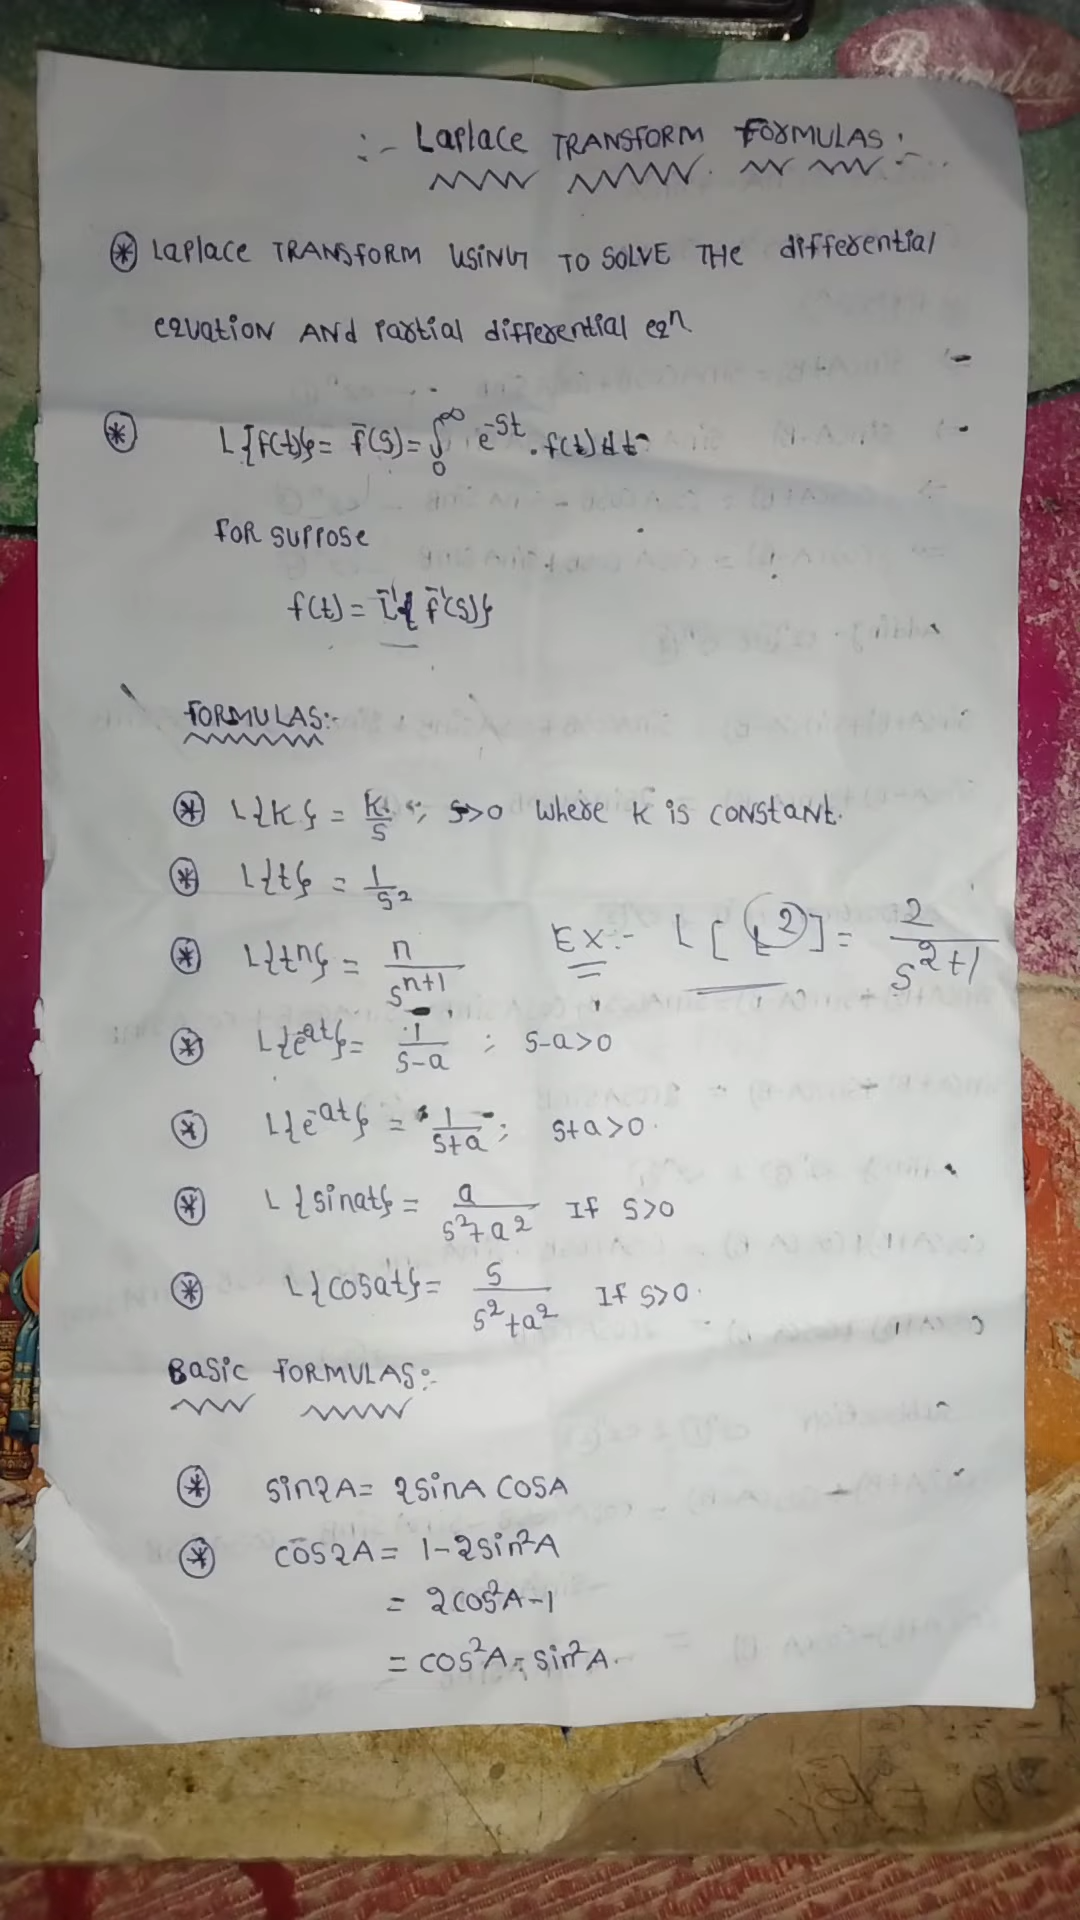 :- Laplace TRANSFORM FORMULAS :-
* Laplace TRANSFORM USING TO SOLVE THE differential
equation AND Partial differential eqⁿ
* L{f(t)} = f̄(s) = ∫₀^∞ e^-st . f(t) dt
FOR SUPPOSE
f(t) = L^-1{ f̄(s)}
FORMULAS:-
* L{K} = K/S ; S>0 where K is CONSTANT.
* L{t} = 1/S²
* L{tn} = n/S^(n+1) Ex:- L[t²] = 2/S^(2+1)
* L{e^at} = 1/(S-a) ; S-a>0
* L{e^-at} = 1/(S+a) ; S+a>0
* L{sinat} = a/(S²+a²) If S>0
* L{cosat} = S/(S²+a²) If S>0
BASIC FORMULAS:-
* Sin2A = 2SinA COSA
* COS2A = 1-2Sin²A
= 2COS²A-1
= COS²A - Sin²A.